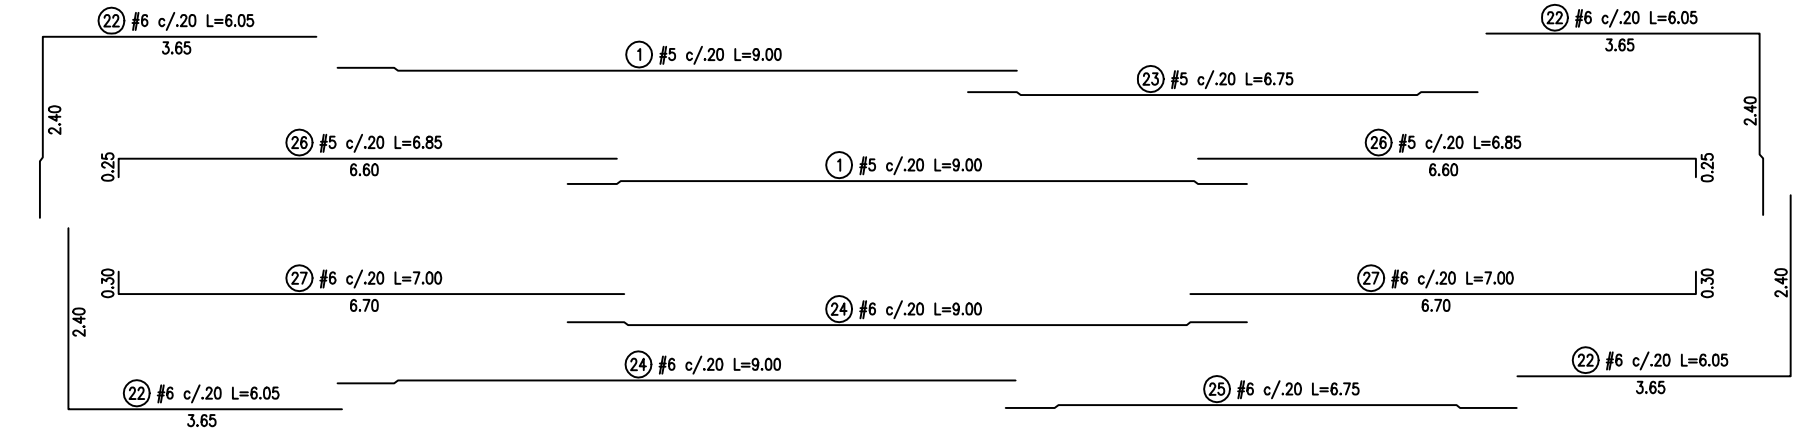 22 #6 c/.20 L=6.05
3.65
22 #6 c/.20 L=6.05
3.65
1 #5 c/.20 L=9.00
23 #5 c/.20 L=6.75
2.40
2.40
26 #5 c/.20 L=6.85
0.25
6.60
1 #5 c/.20 L=9.00
26 #5 c/.20 L=6.85
6.60
0.25
27 #6 c/.20 L=7.00
0.30
6.70
24 #6 c/.20 L=9.00
27 #6 c/.20 L=7.00
6.70
0.30
2.40
2.40
24 #6 c/.20 L=9.00
22 #6 c/.20 L=6.05
3.65
22 #6 c/.20 L=6.05
3.65
25 #6 c/.20 L=6.75